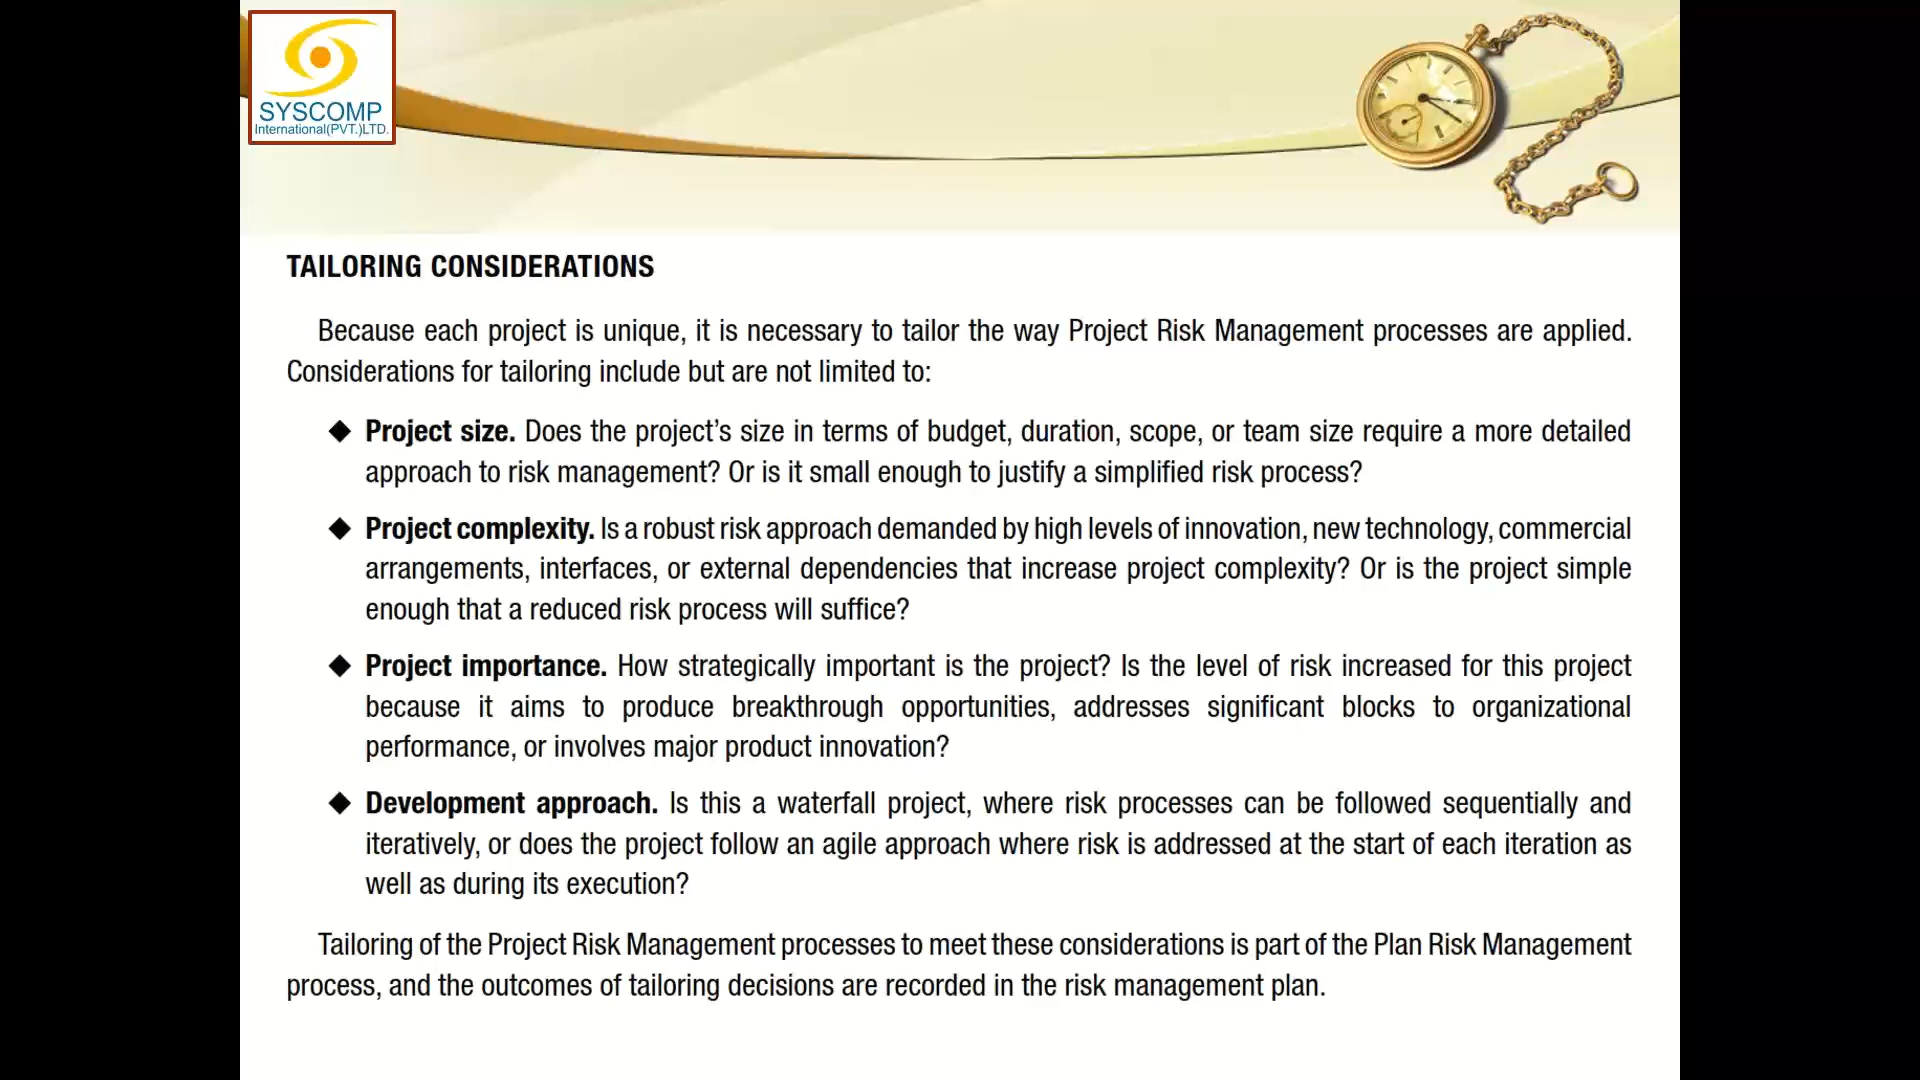 SYSCOMP
International(PVT.)LTD.
TAILORING CONSIDERATIONS
Because each project is unique, it is necessary to tailor the way Project Risk Management processes are applied.
Considerations for tailoring include but are not limited to:
◆ Project size. Does the project’s size in terms of budget, duration, scope, or team size require a more detailed
approach to risk management? Or is it small enough to justify a simplified risk process?
◆ Project complexity. Is a robust risk approach demanded by high levels of innovation, new technology, commercial
arrangements, interfaces, or external dependencies that increase project complexity? Or is the project simple
enough that a reduced risk process will suffice?
◆ Project importance. How strategically important is the project? Is the level of risk increased for this project
because it aims to produce breakthrough opportunities, addresses significant blocks to organizational
performance, or involves major product innovation?
◆ Development approach. Is this a waterfall project, where risk processes can be followed sequentially and
iteratively, or does the project follow an agile approach where risk is addressed at the start of each iteration as
well as during its execution?
Tailoring of the Project Risk Management processes to meet these considerations is part of the Plan Risk Management
process, and the outcomes of tailoring decisions are recorded in the risk management plan.